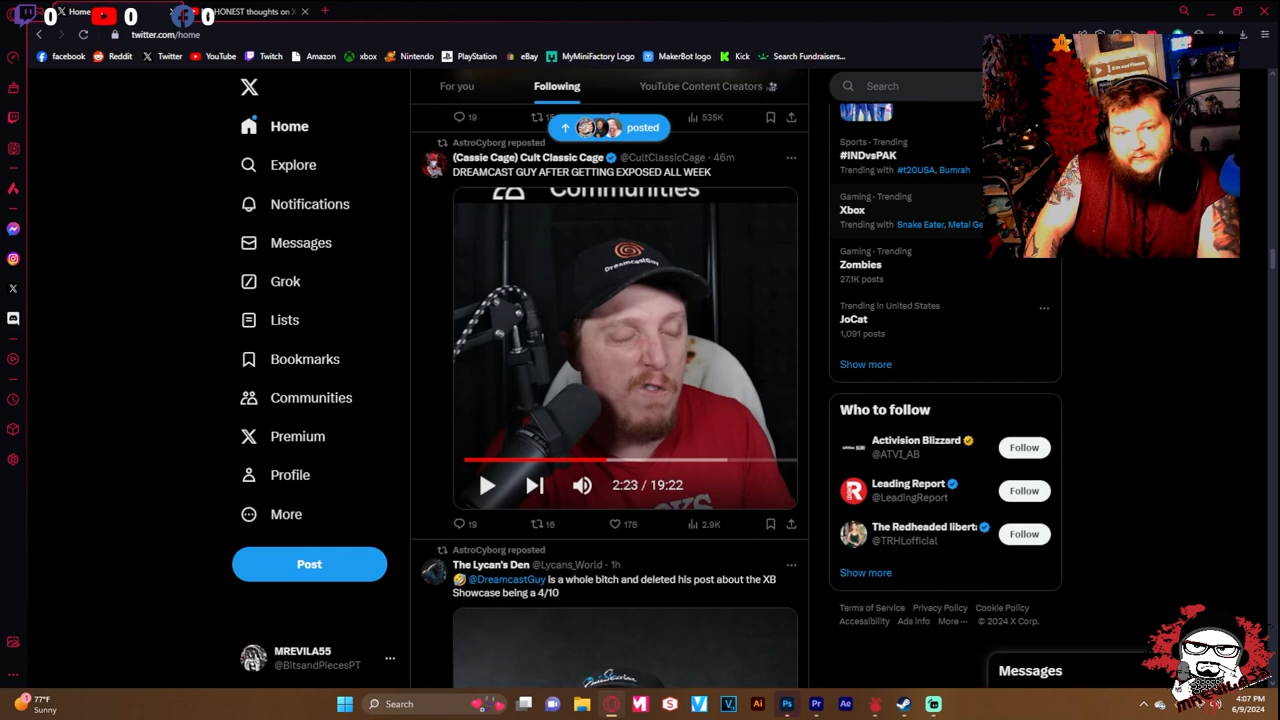 0
0
0
Home
HONEST thoughts on X
twitter.com/home
facebook
Reddit
Twitter
YouTube
Twitch
Amazon
xbox
Nintendo
PlayStation
eBay
MyMiniFactory Logo
MakerBot logo
Kick
Search Fundraisers...
Home
Explore
Notifications
Messages
Grok
Lists
Bookmarks
Communities
Premium
Profile
More
Post
MREVILA55
@BitsandPiecesPT
For you
Following
YouTube Content Creators
19
535K
posted
AstroCyborg reposted
(Cassie Cage) Cult Classic Cage @CultClassicCage · 46m
DREAMCAST GUY AFTER GETTING EXPOSED ALL WEEK
Communities
DreamcastGuy
2:23 / 19:22
19
16
176
2.9K
AstroCyborg reposted
The Lycan's Den @Lycans_World · 1h
@DreamcastGuy is a whole bitch and deleted his post about the XB
Showcase being a 4/10
Search
Sports · Trending
#INDvsPAK
Trending with #t20USA, Bumrah
Gaming · Trending
Xbox
Trending with Snake Eater, Metal Ge
Gaming · Trending
Zombies
27.1K posts
Trending in United States
JoCat
1,091 posts
Show more
Who to follow
Activision Blizzard
@ATVI_AB
Follow
Leading Report
@LeadingReport
Follow
The Redheaded libert
@TRHLofficial
Follow
Show more
Terms of Service Privacy Policy Cookie Policy
Accessibility Ads info More ··· © 2024 X Corp.
Messages
77°F
Sunny
Search
4:07 PM
6/9/2024